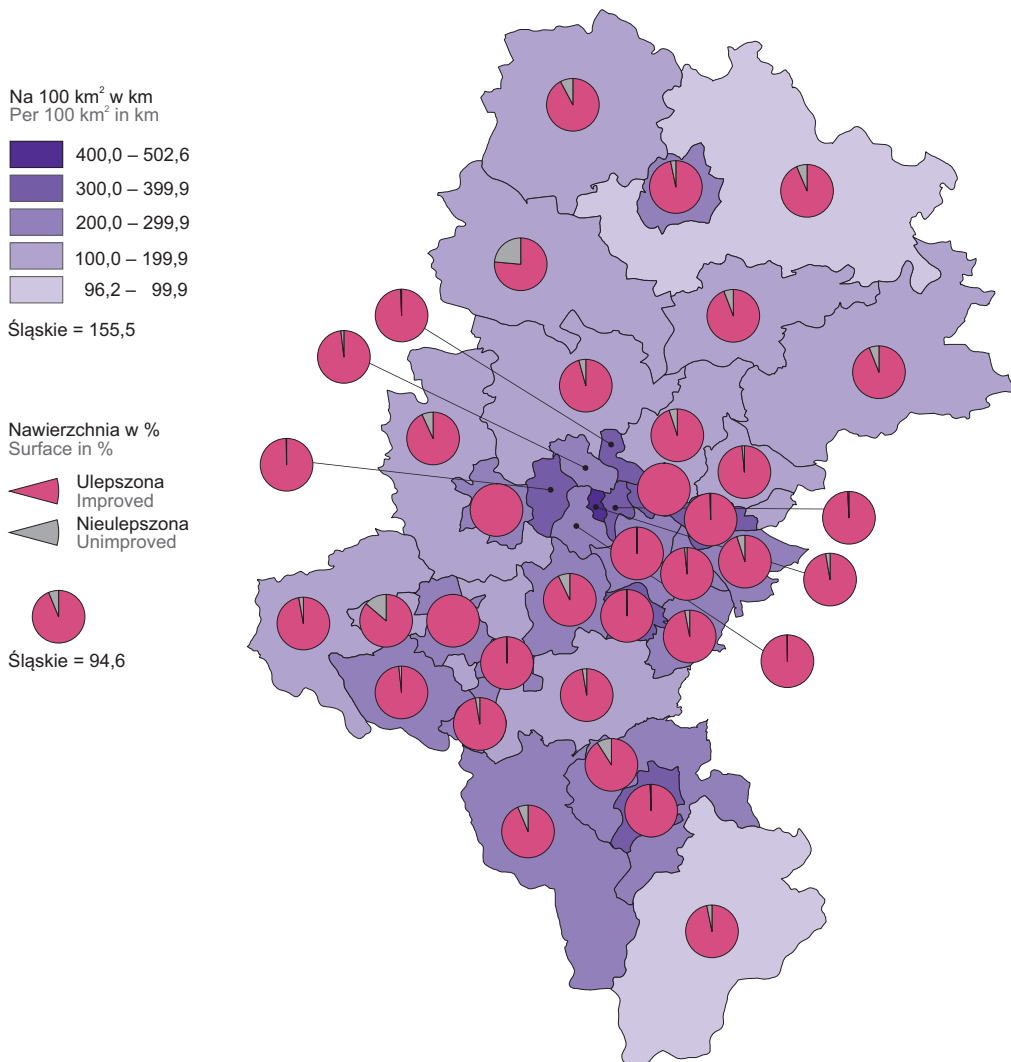 Na 100 km² w km
Per 100 km² in km
400,0 – 502,6
300,0 – 399,9
200,0 – 299,9
100,0 – 199,9
96,2 – 99,9
Śląskie = 155,5
Nawierzchnia w %
Surface in %
Ulepszona
Improved
Nieulepszona
Unimproved
Śląskie = 94,6